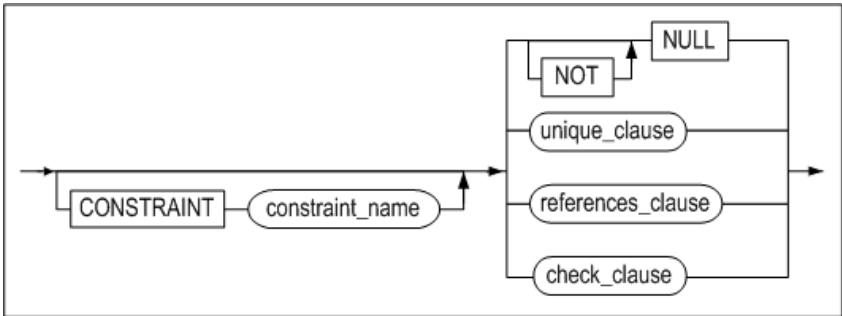 NULL
NOT
unique_clause
CONSTRAINT constraint_name
references_clause
check_clause